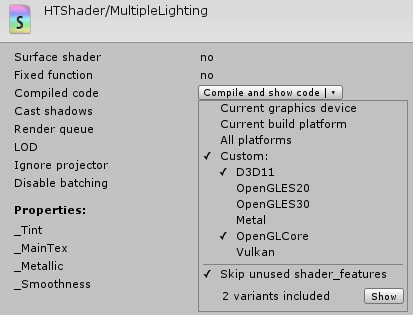 HTShader/MultipleLighting
S
Surface shader no
Fixed function no
Compiled code Compile and show code | ▾
Cast shadows
Render queue
LOD
Ignore projector
Disable batching
Current graphics device
Current build platform
All platforms
✓ Custom:
✓ D3D11
OpenGLES20
OpenGLES30
Metal
✓ OpenGLCore
Vulkan
✓ Skip unused shader_features
2 variants included Show
Properties:
_Tint
_MainTex
_Metallic
_Smoothness